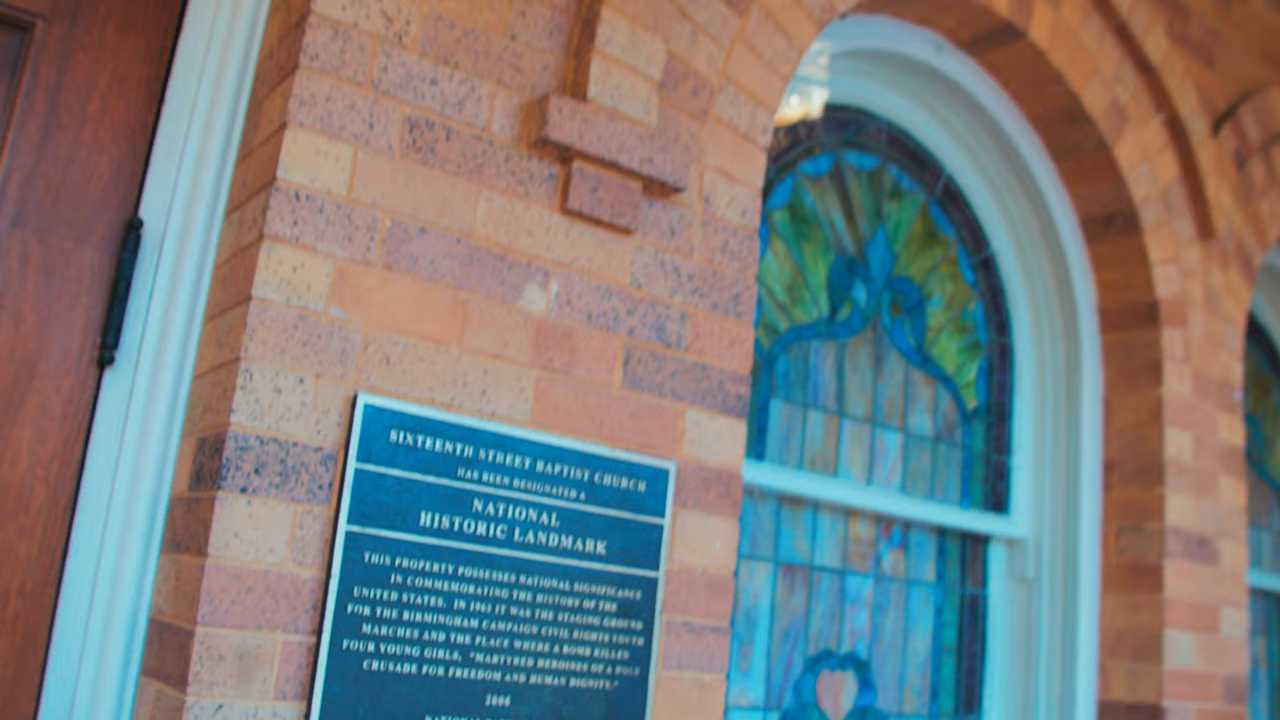 SIXTEENTH STREET BAPTIST CHURCH
HAS BEEN DESIGNATED A
NATIONAL
HISTORIC LANDMARK
THIS PROPERTY POSSESSES NATIONAL SIGNIFICANCE
IN COMMEMORATING THE HISTORY OF THE
UNITED STATES. IN 1963 IT WAS THE STAGING GROUND
FOR THE BIRMINGHAM CAMPAIGN CIVIL RIGHTS YOUTH
MARCHES AND THE PLACE WHERE A BOMB KILLED
FOUR YOUNG GIRLS, "MARTYRED HEROINES OF A HOLY
CRUSADE FOR FREEDOM AND HUMAN DIGNITY."
2006
NATIONAL